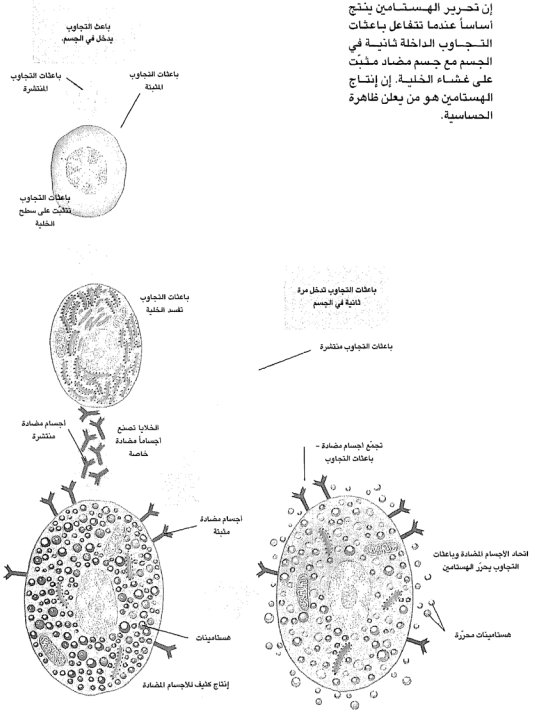 إن تحرير الهستامين ينتج
أساساً عندما تتفاعل باعثات
التجاوب الداخلة ثانية في
الجسم مع جسم مضاد مثبّت
على غشاء الخلية. إن إنتاج
الهستامين هو من يعلن ظاهرة
الحساسية.
باعث التجاوب
يدخل في الجسم.
باعثات التجاوب
المنتشرة
باعثات التجاوب
المثبتة
باعثات التجاوب
تتثبّت على سطح
الخلية
باعثات التجاوب
تفسد الخلية
باعثات التجاوب تدخل مرة
ثانية في الجسم
باعثات التجاوب منتشرة
أجسام مضادة
منتشرة
الخلايا تصنع
أجساماً مضادة
خاصة
تجمّع أجسام مضادة -
باعثات التجاوب
أجسام مضادة
مثبتة
اتحاد الأجسام المضادة وباعثات
التجاوب يحرّر الهستامين
هستامينات
هستامينات محرّرة
إنتاج كثيف للأجسام المضادة